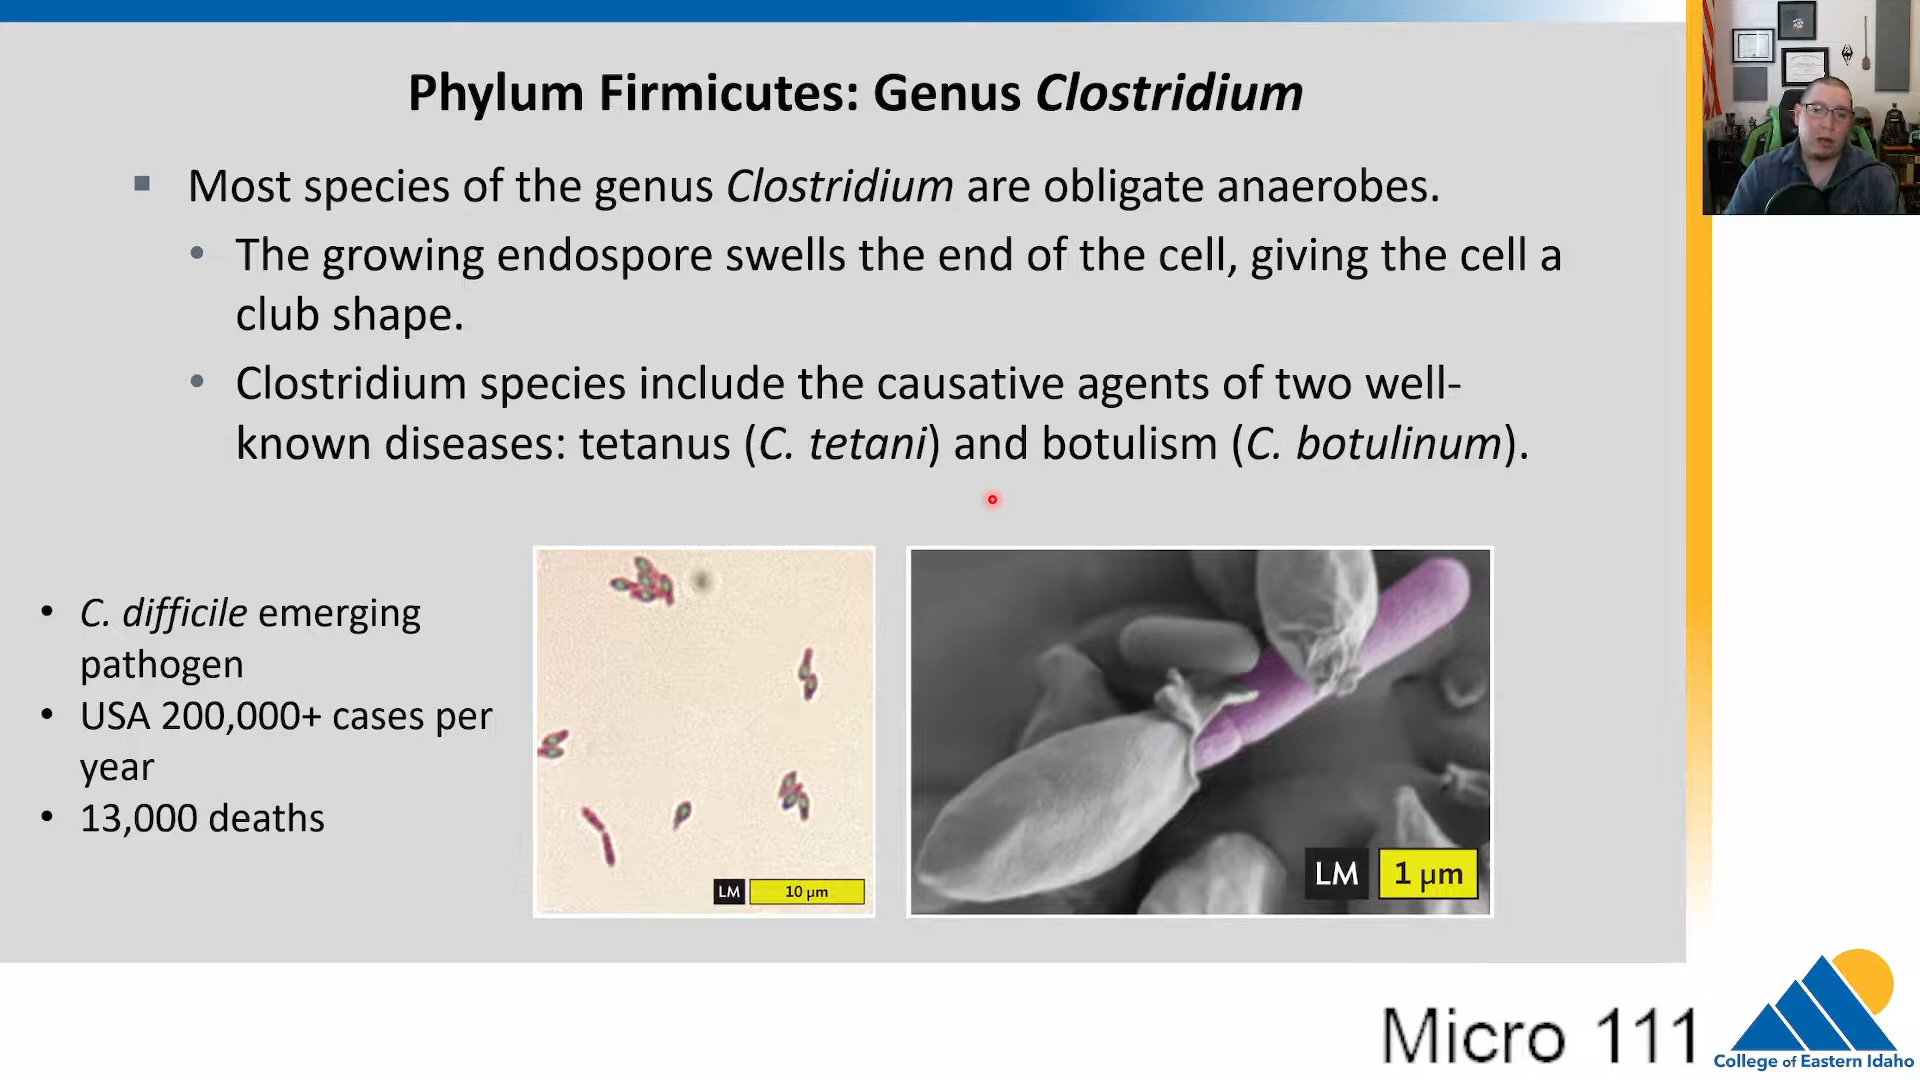 Phylum Firmicutes: Genus Clostridium
Most species of the genus Clostridium are obligate anaerobes.
The growing endospore swells the end of the cell, giving the cell a
club shape.
Clostridium species include the causative agents of two well-
known diseases: tetanus (C. tetani) and botulism (C. botulinum).
C. difficile emerging
pathogen
USA 200,000+ cases per
year
13,000 deaths
LM 10 µm
LM 1 µm
Micro 111
College of Eastern Idaho